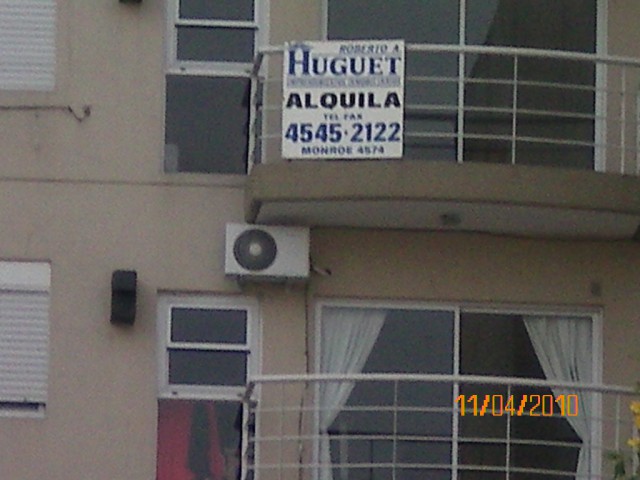 ROBERTO A.
HUGUET
ALQUILA
TEL FAX
4545-2122
MONROE 4574
11/04/2010